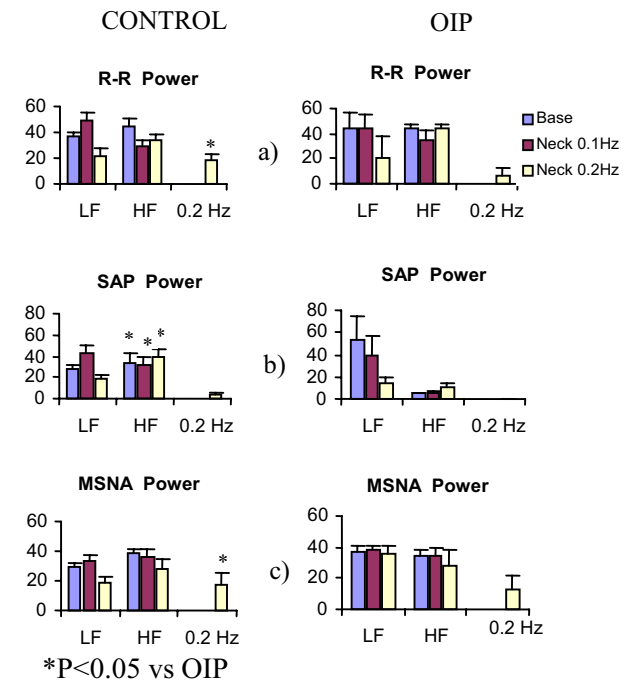 CONTROL
OIP
R-R Power
60
40
20
0
*
LF HF 0.2 Hz
a)
R-R Power
60
40
20
0
LF HF 0.2 Hz
Base
Neck 0.1Hz
Neck 0.2Hz
SAP Power
80
60
40
20
0
* * *
LF HF 0.2 Hz
b)
SAP Power
80
60
40
20
0
LF HF 0.2 Hz
MSNA Power
60
40
20
0
*
LF HF 0.2 Hz
c)
MSNA Power
60
40
20
0
LF HF 0.2 Hz
*P<0.05 vs OIP